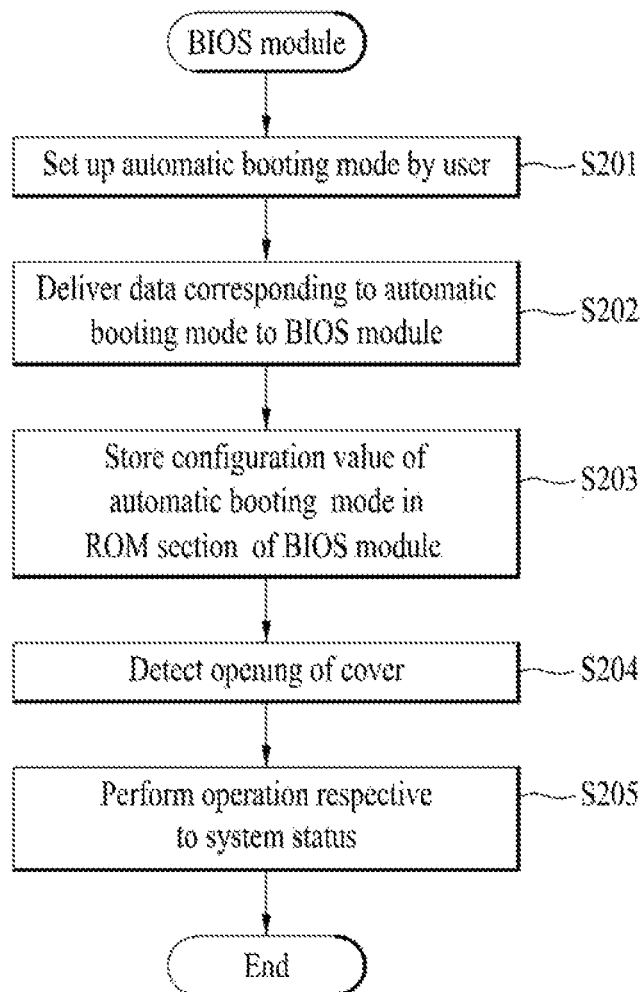 BIOS module
Set up automatic booting mode by user
S201
Deliver data corresponding to automatic
booting mode to BIOS module
S202
Store configuration value of
automatic booting mode in
ROM section of BIOS module
S203
Detect opening of cover
S204
Perform operation respective
to system status
S205
End